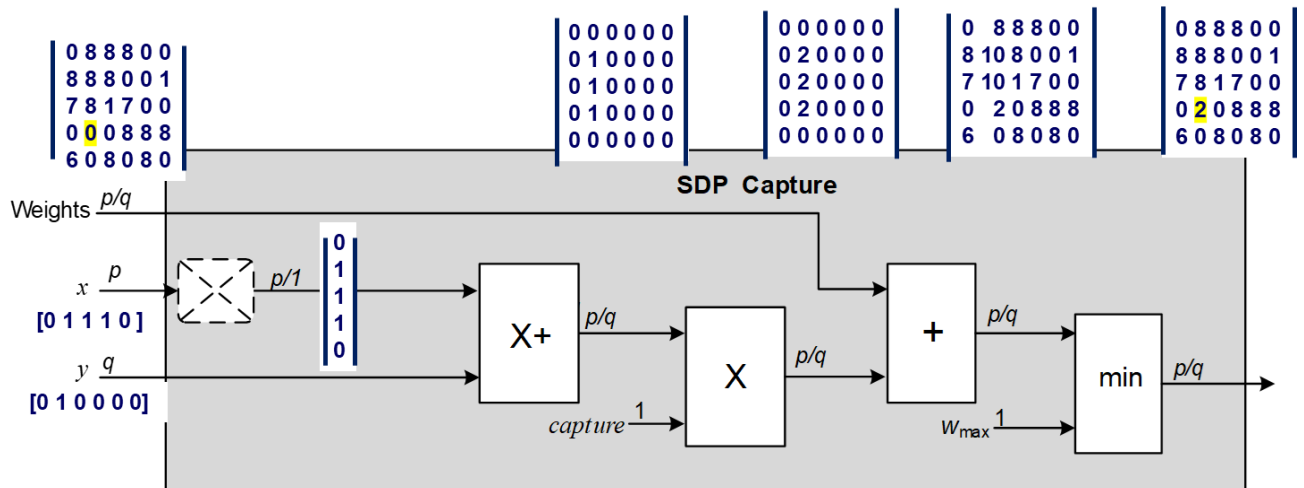 0 8 8 8 0 0
8 8 8 0 0 1
7 8 1 7 0 0
0 0 0 8 8 8
6 0 8 0 8 0
0 0 0 0 0 0
0 1 0 0 0 0
0 1 0 0 0 0
0 1 0 0 0 0
0 0 0 0 0 0
0 0 0 0 0 0
0 2 0 0 0 0
0 2 0 0 0 0
0 2 0 0 0 0
0 0 0 0 0 0
0 8 8 8 0 0
8 10 8 0 0 1
7 10 1 7 0 0
0 2 0 8 8 8
6 0 8 0 8 0
0 8 8 8 0 0
8 8 8 0 0 1
7 8 1 7 0 0
0 2 0 8 8 8
6 0 8 0 8 0
SDP Capture
Weights p/q
x p
[0 1 1 1 0]
p/1
0
1
1
1
0
y q
[0 1 0 0 0 0]
X+
p/q
capture 1
X
p/q
+
p/q
w max 1
min
p/q